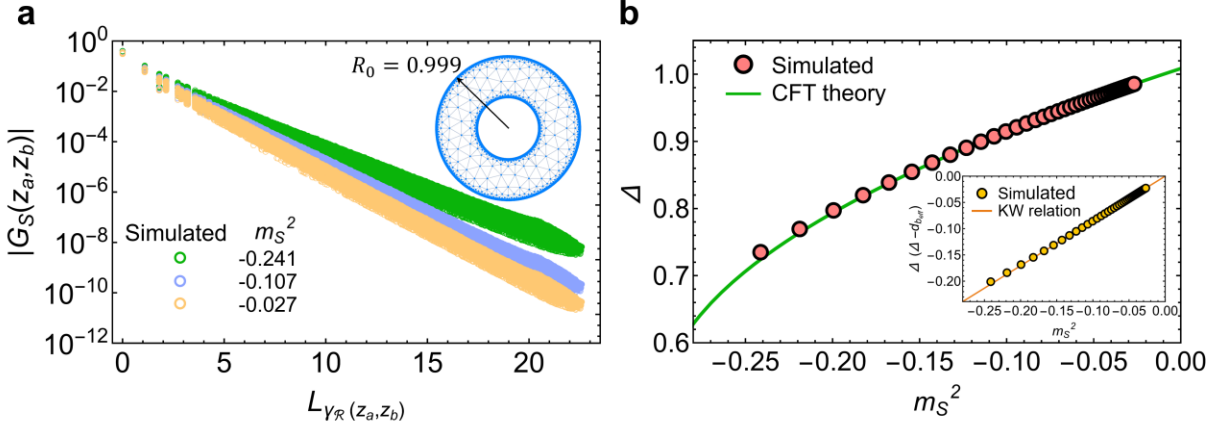 a
|G_S(z_a, z_b)|
10^0
10^-2
10^-4
10^-6
10^-8
10^-10
10^-12
R_0 = 0.999
Simulated m_S^2
-0.241
-0.107
-0.027
0 5 10 15 20
L_γ_R (z_a,z_b)
b
Δ
1.0
0.9
0.8
0.7
0.6
Simulated
CFT theory
Δ (Δ-d_b_eff)
0.00
-0.05
-0.10
-0.15
-0.20
Simulated
KW relation
-0.25 -0.20 -0.15 -0.10 -0.05 0.00
m_S^2
−0.25 −0.20 −0.15 −0.10 −0.05 0.00
m_S^2